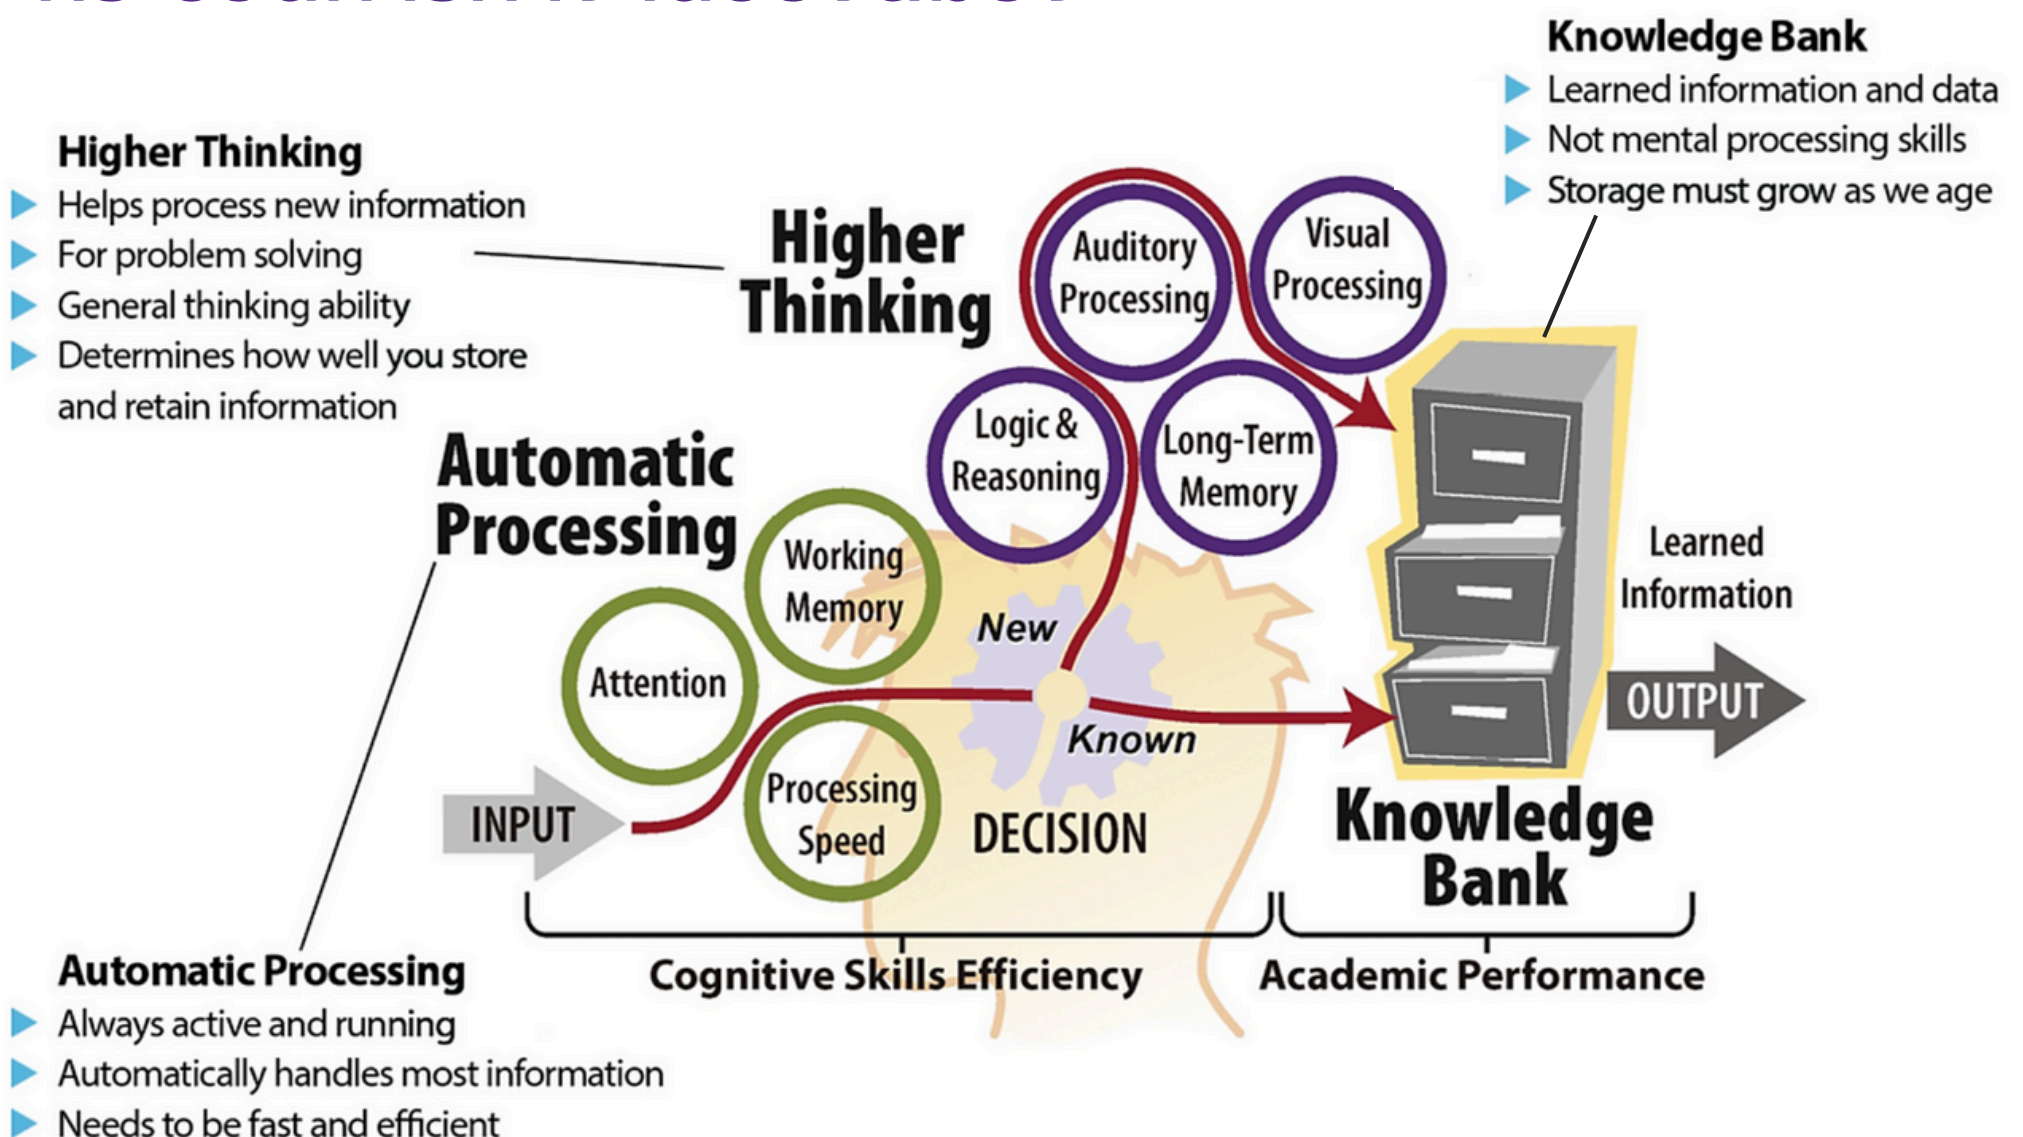 Knowledge Bank
Learned information and data
Not mental processing skills
Storage must grow as we age
Higher Thinking
Helps process new information
For problem solving
General thinking ability
Determines how well you store
and retain information
Higher
Thinking
Auditory
Processing
Visual
Processing
Logic &
Reasoning
Long-Term
Memory
Automatic
Processing
Working
Memory
Attention
Processing
Speed
INPUT
New
Known
DECISION
Learned
Information
OUTPUT
Knowledge
Bank
Cognitive Skills Efficiency
Academic Performance
Automatic Processing
Always active and running
Automatically handles most information
Needs to be fast and efficient